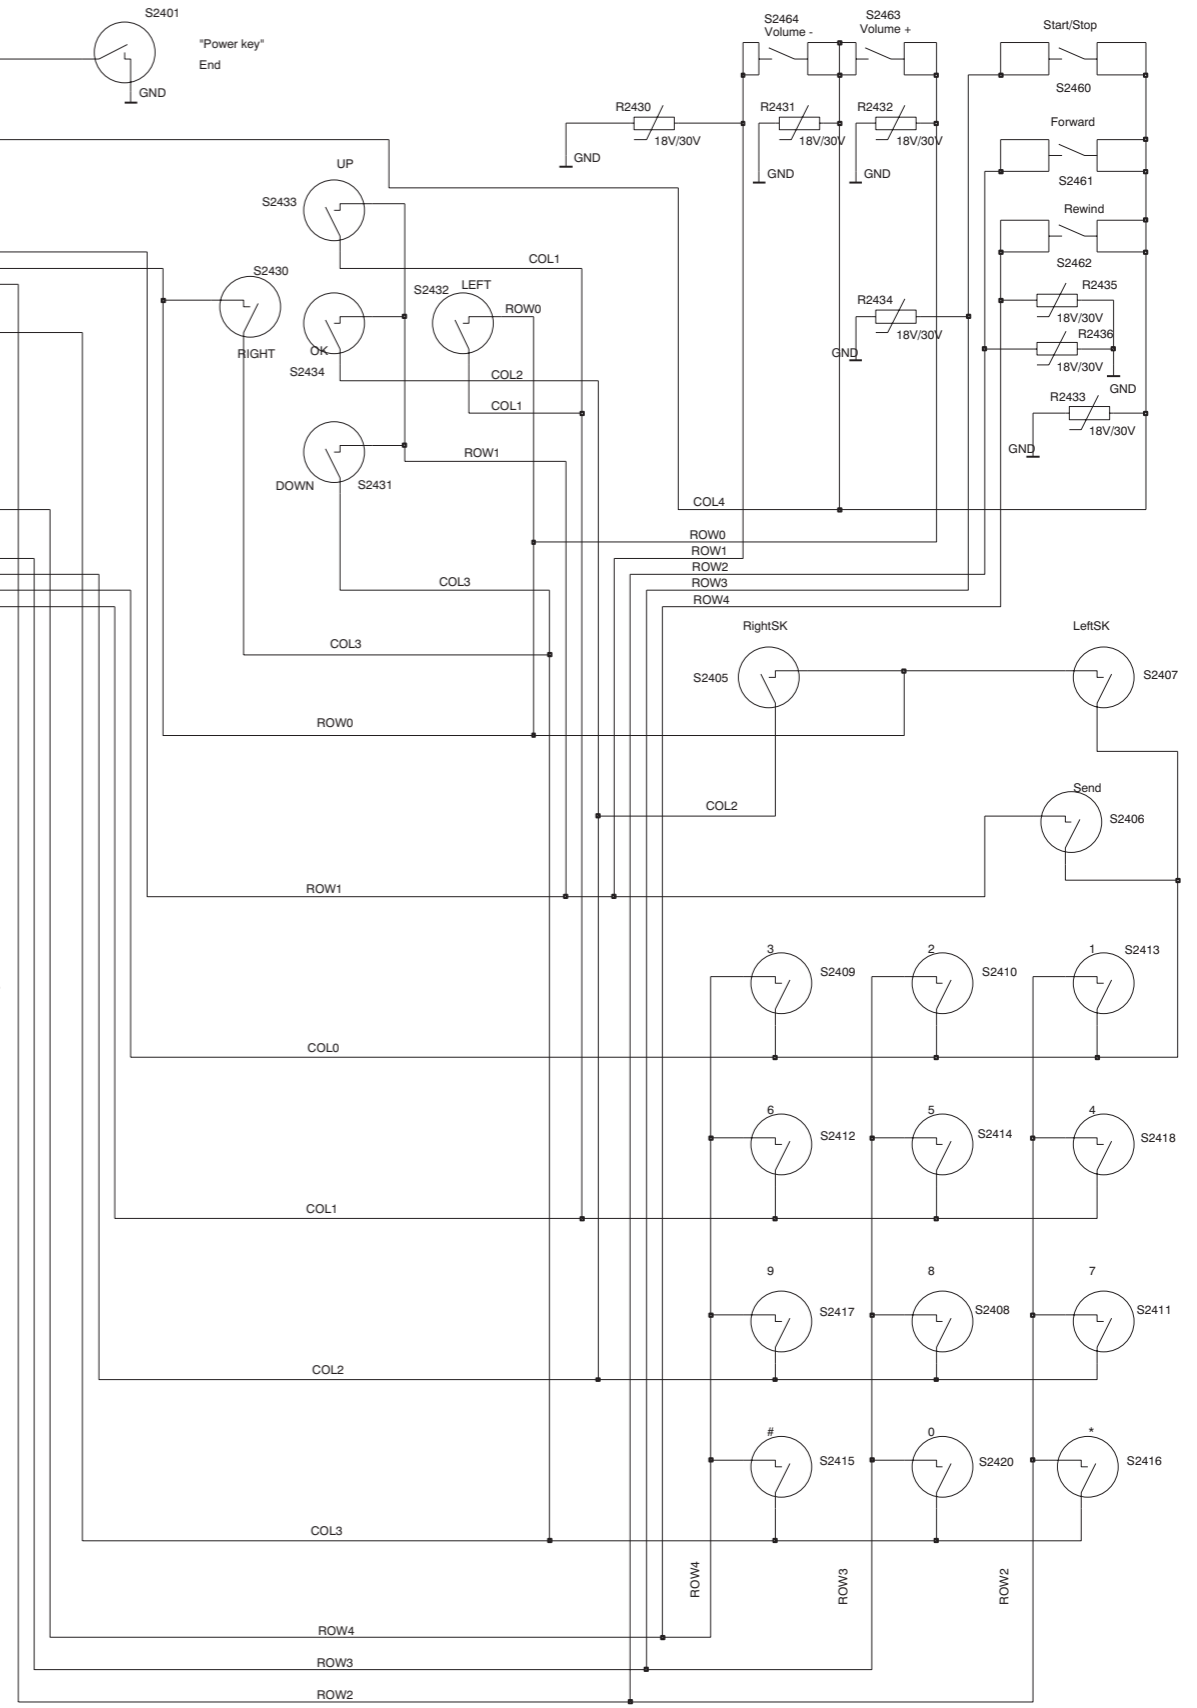 S2401
"Power key"
End
GND
S2464
Volume -
S2463
Volume +
Start/Stop
S2460
R2430
18V/30V
GND
R2431
18V/30V
GND
R2432
18V/30V
GND
Forward
S2461
Rewind
S2462
UP
S2433
COL1
S2430
RIGHT
OK
S2434
COL2
S2432
LEFT
ROW0
COL1
R2434
18V/30V
GND
R2435
18V/30V
R2436
18V/30V
GND
R2433
18V/30V
GND
DOWN
S2431
ROW1
COL4
ROW0
ROW1
ROW2
ROW3
ROW4
COL3
COL3
RightSK
S2405
LeftSK
S2407
ROW0
COL2
Send
S2406
ROW1
3
S2409
2
S2410
1
S2413
COL0
6
S2412
5
S2414
4
S2418
COL1
9
S2417
8
S2408
7
S2411
COL2
#
S2415
0
S2420
*
S2416
COL3
ROW4
ROW3
ROW2
ROW4
ROW3
ROW2